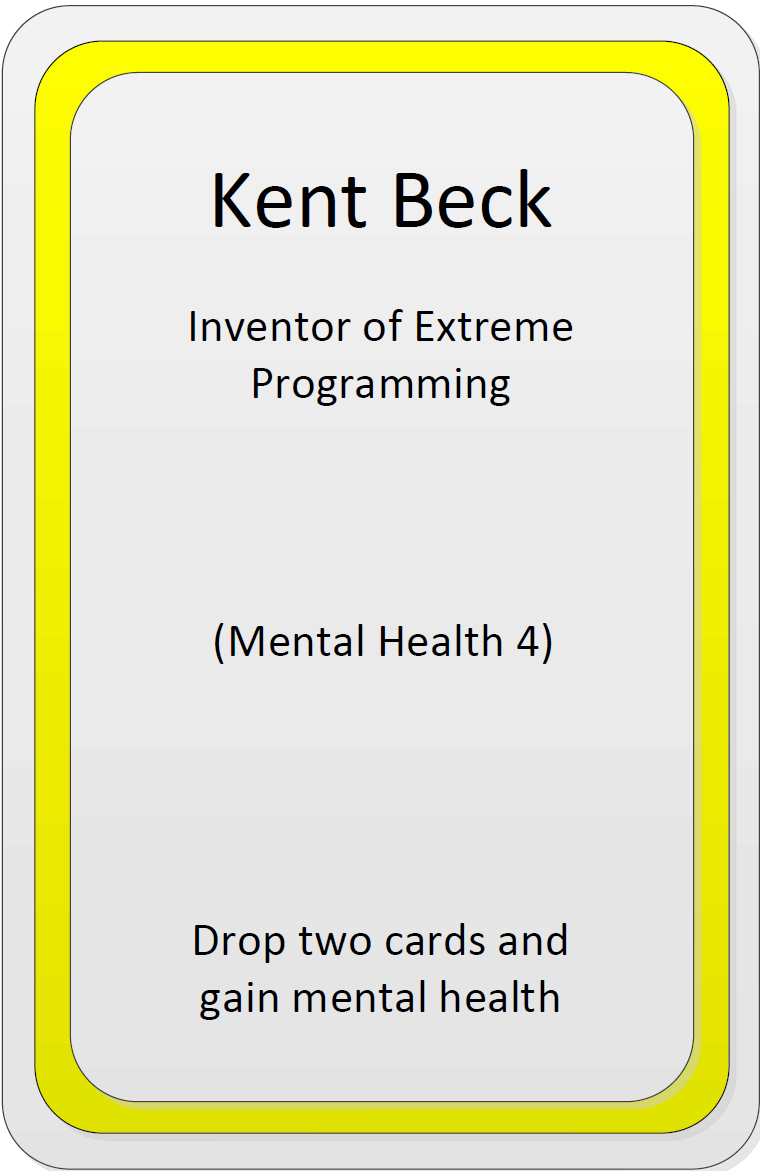 Kent Beck
Inventor of Extreme
Programming
(Mental Health 4)
Drop two cards and
gain mental health